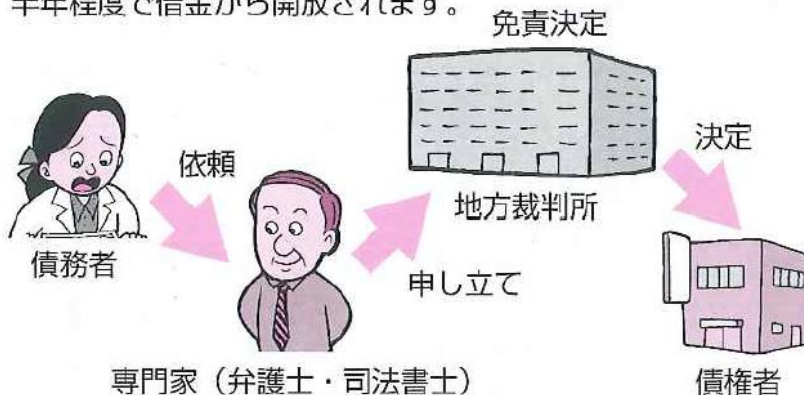 半年程度で借金から開放されます。
免責決定
決定
依頼
地方裁判所
債務者
申し立て
専門家（弁護士・司法書士）
債権者